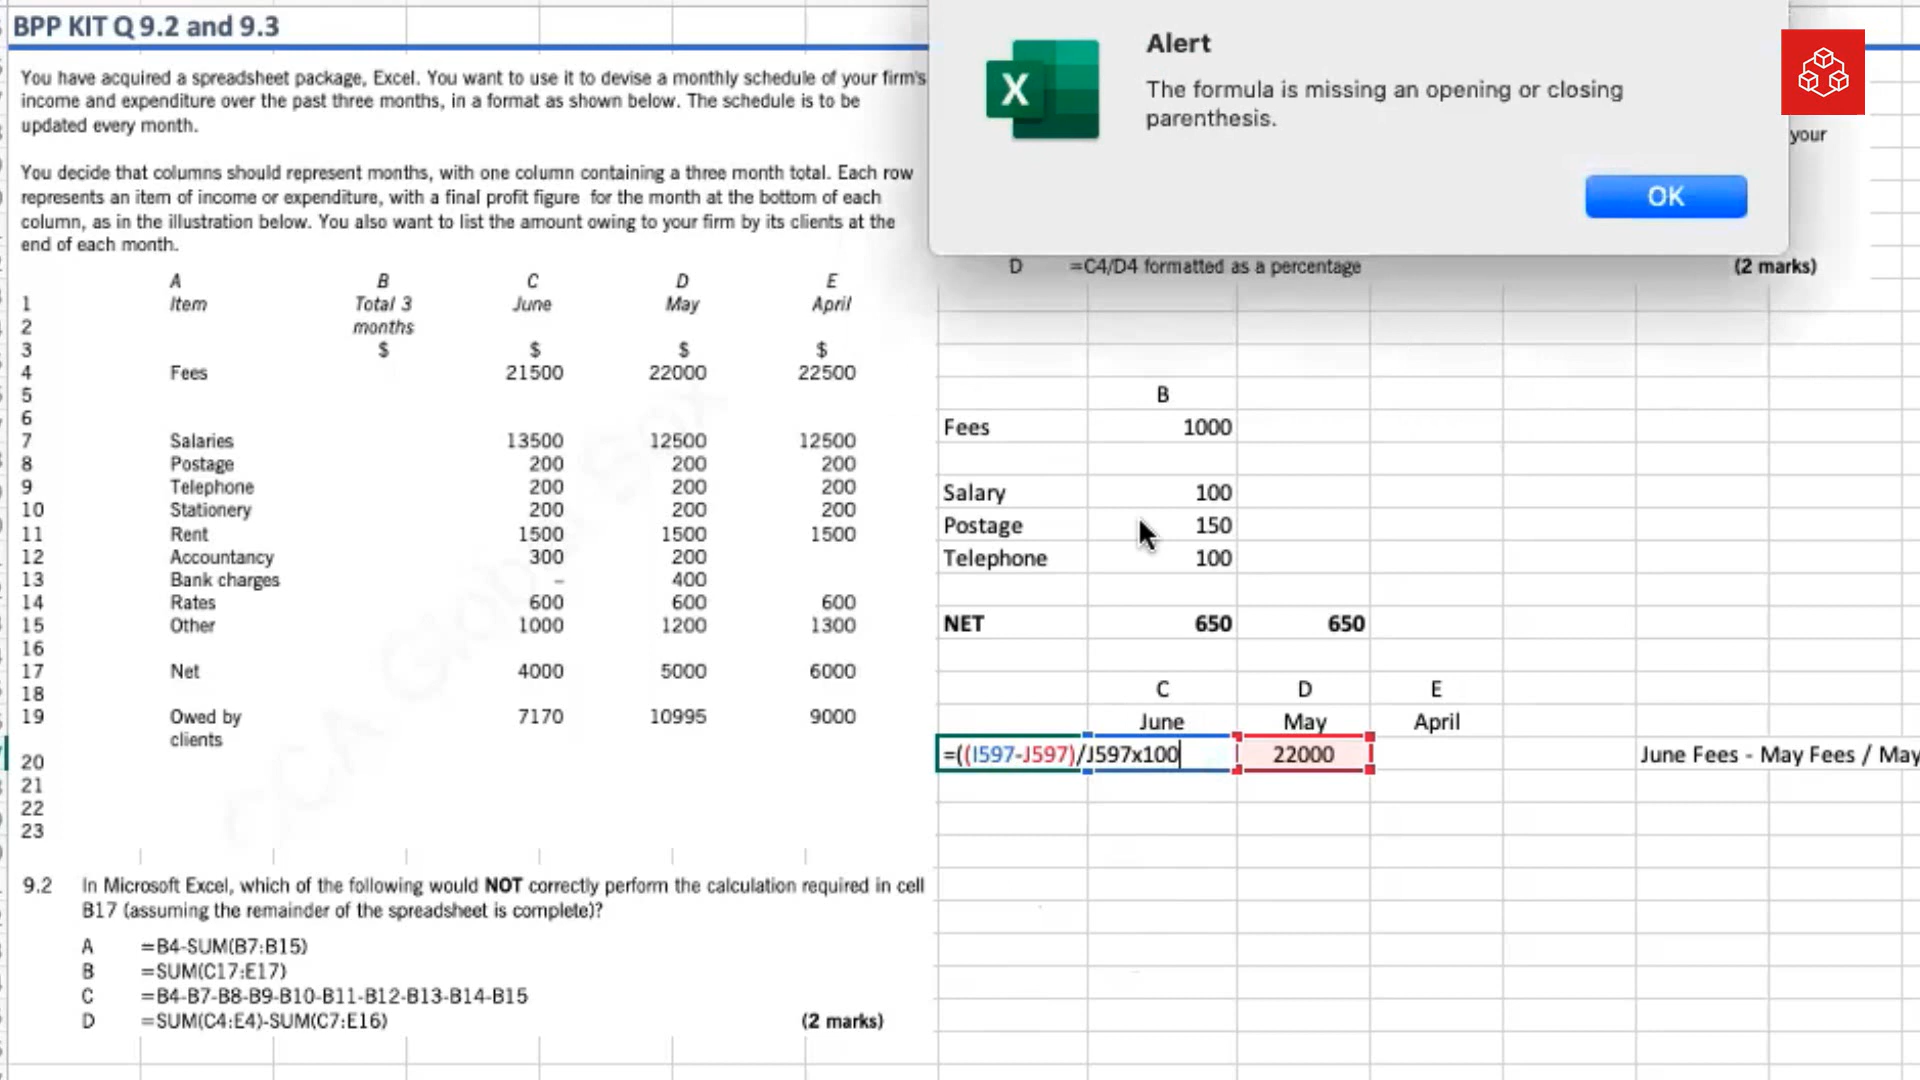 BPP KIT Q 9.2 and 9.3
You have acquired a spreadsheet package, Excel. You want to use it to devise a monthly schedule of your firm's
income and expenditure over the past three months, in a format as shown below. The schedule is to be
updated every month.
You decide that columns should represent months, with one column containing a three month total. Each row
represents an item of income or expenditure, with a final profit figure for the month at the bottom of each
column, as in the illustration below. You also want to list the amount owing to your firm by its clients at the
end of each month.
A B C D E
1 Item Total 3 June May April
2 months
3 $ $ $ $
4 Fees 21500 22000 22500
5
6
7 Salaries 13500 12500 12500
8 Postage 200 200 200
9 Telephone 200 200 200
10 Stationery 200 200 200
11 Rent 1500 1500 1500
12 Accountancy 300 200
13 Bank charges – 400
14 Rates 600 600 600
15 Other 1000 1200 1300
16
17 Net 4000 5000 6000
18
19 Owed by 7170 10995 9000
clients
20
21
22
23
9.2 In Microsoft Excel, which of the following would NOT correctly perform the calculation required in cell
B17 (assuming the remainder of the spreadsheet is complete)?
A =B4-SUM(B7:B15)
B =SUM(C17:E17)
C =B4-B7-B8-B9-B10-B11-B12-B13-B14-B15
D =SUM(C4:E4)-SUM(C7:E16) (2 marks)
Alert
The formula is missing an opening or closing
parenthesis.
OK
your
D =C4/D4 formatted as a percentage (2 marks)
B
Fees 1000
Salary 100
Postage 150
Telephone 100
NET 650 650
C D E
June May April
=((I597-J597)/J597x100 22000 June Fees - May Fees / May